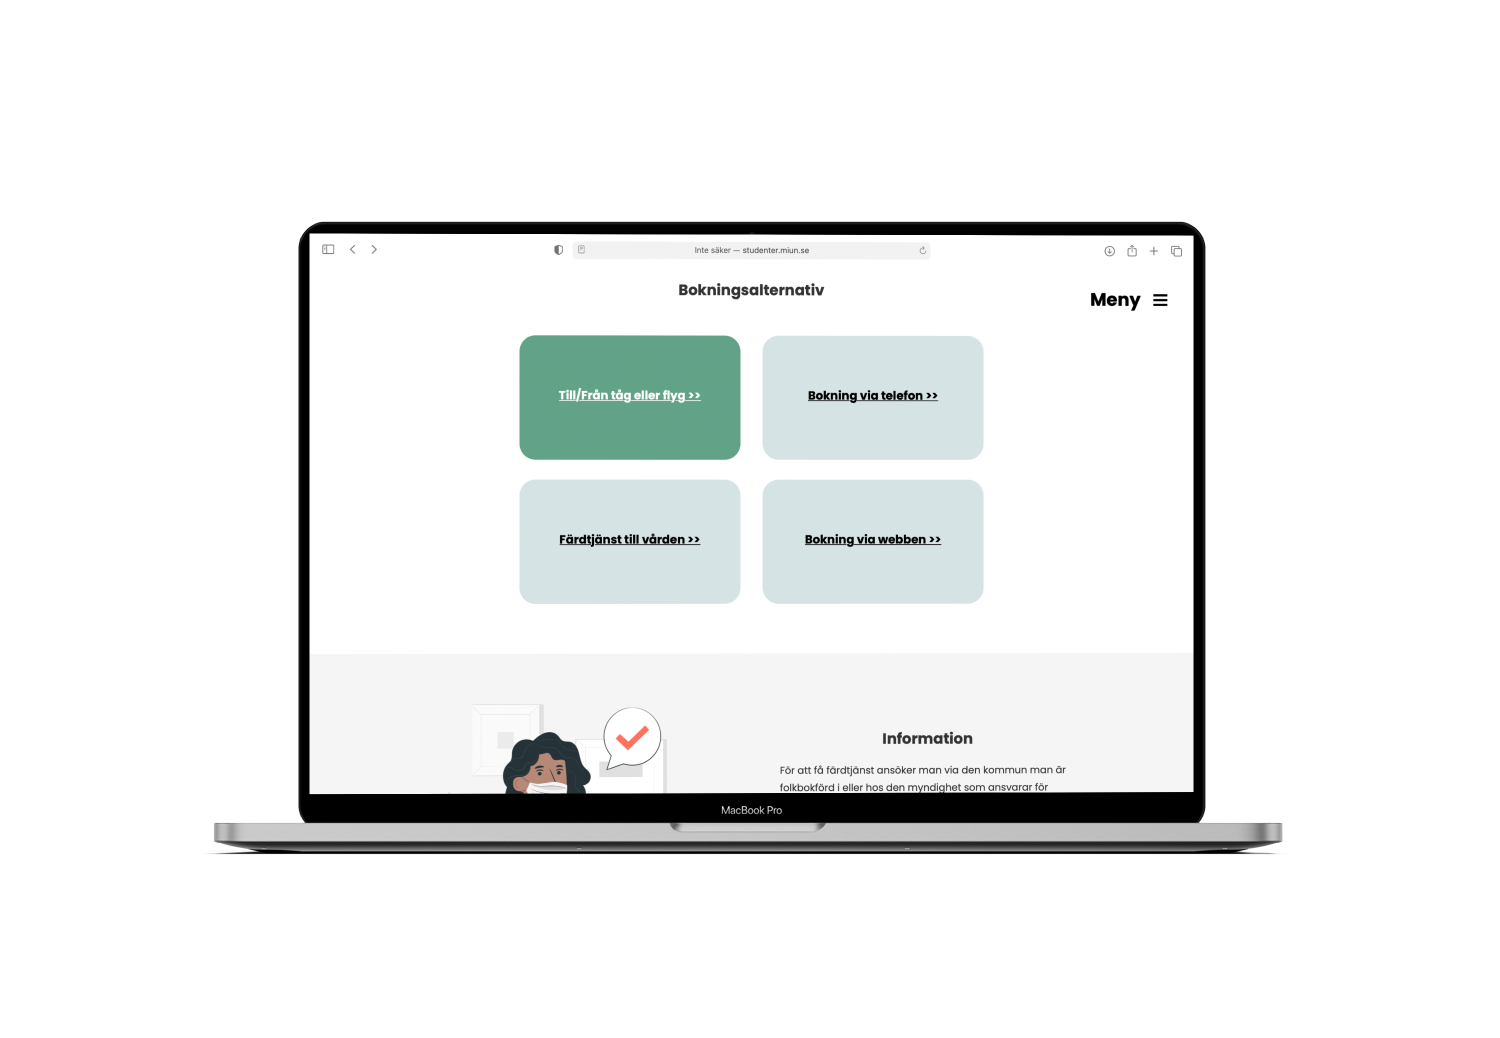 Inte säker — studenter.miun.se
Bokningsalternativ
Meny
Till/Från tåg eller flyg >>
Bokning via telefon >>
Färdtjänst till vården >>
Bokning via webben >>
Information
För att få färdtjänst ansöker man via den kommun man är
folkbokförd i eller hos den myndighet som ansvarar för
MacBook Pro